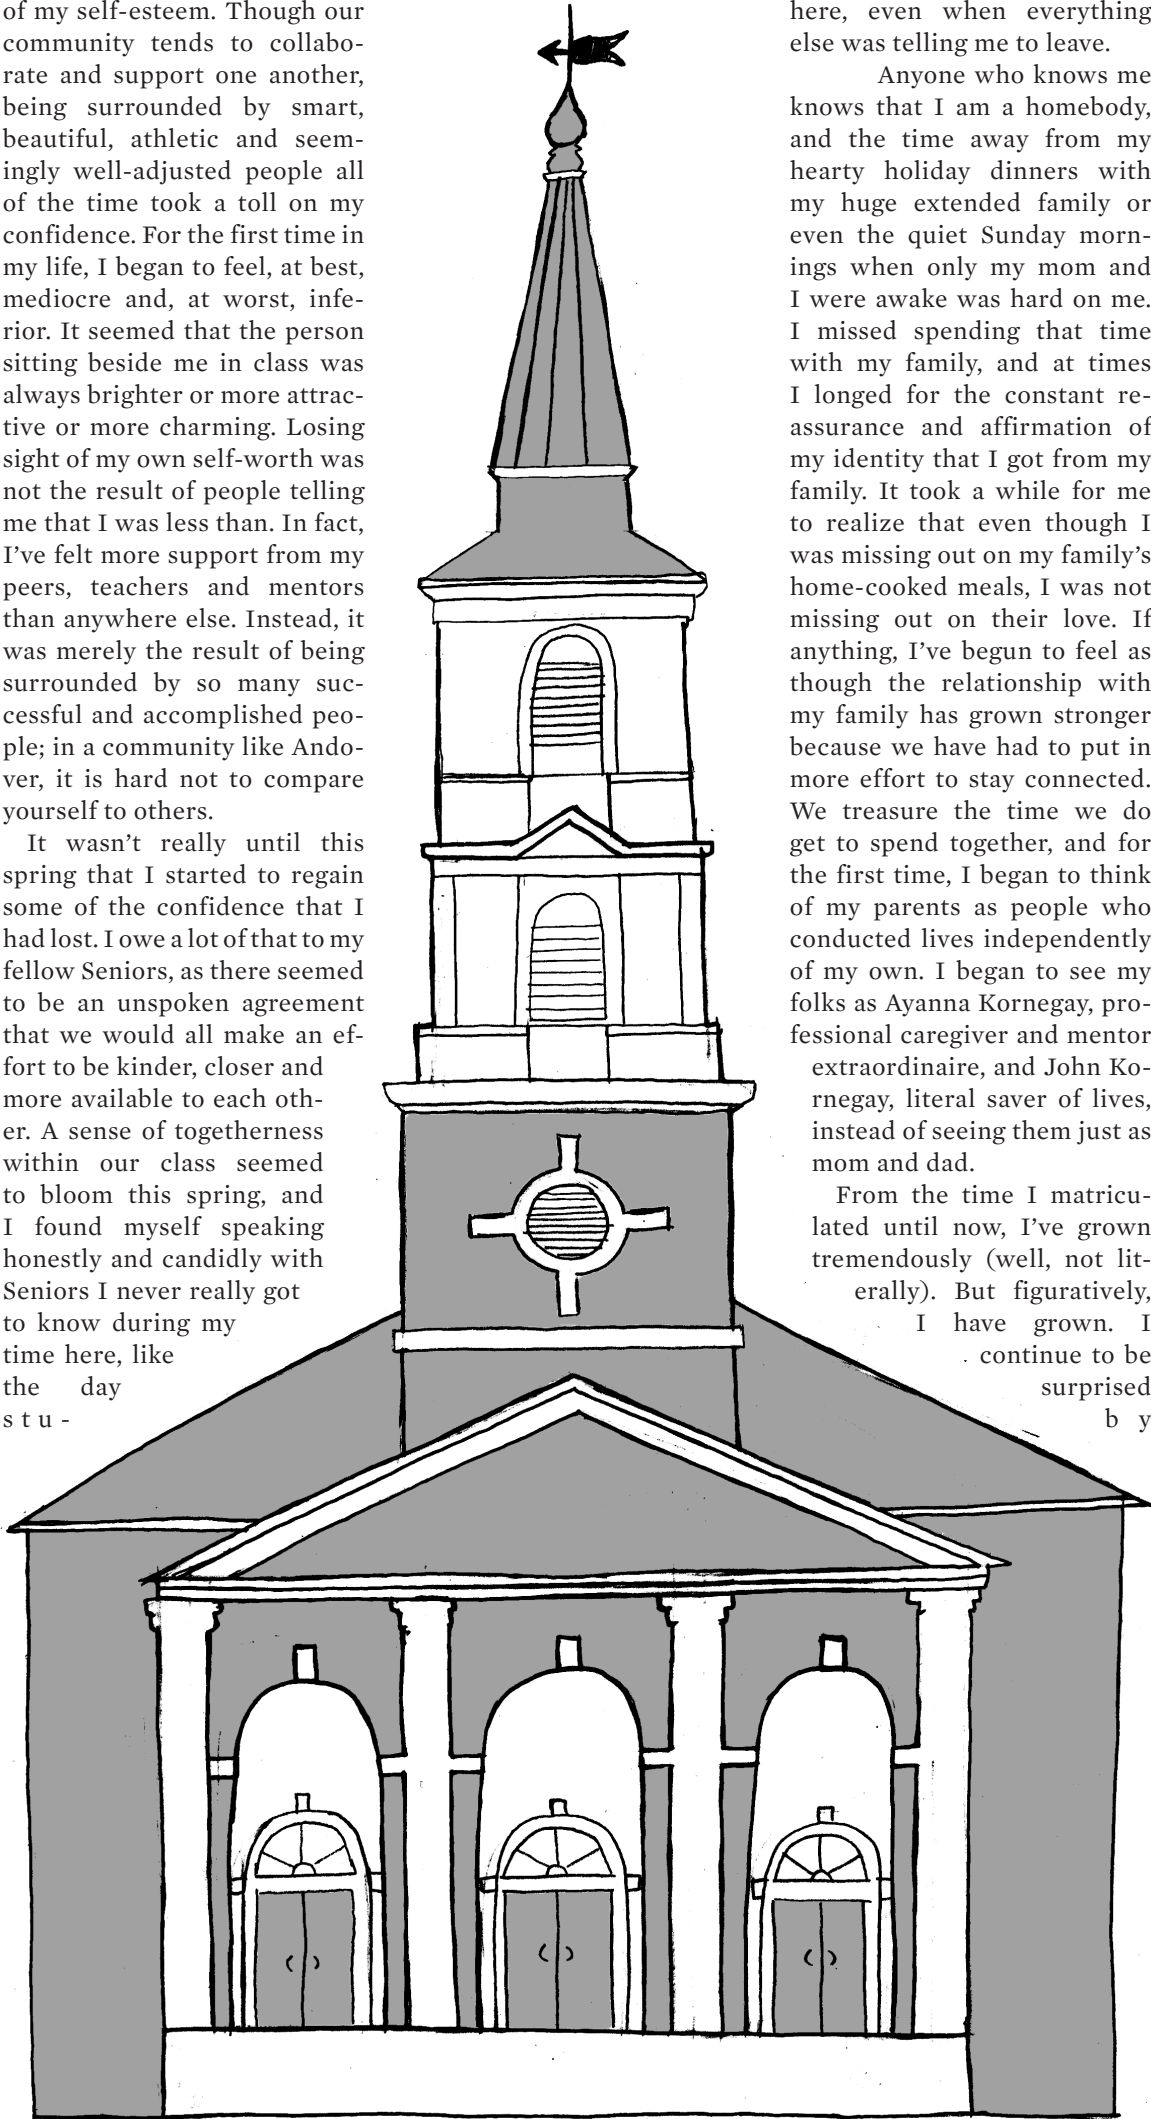 of my self-esteem. Though our
community tends to collabo-
rate and support one another,
being surrounded by smart,
beautiful, athletic and seem-
ingly well-adjusted people all
of the time took a toll on my
confidence. For the first time in
my life, I began to feel, at best,
mediocre and, at worst, infe-
rior. It seemed that the person
sitting beside me in class was
always brighter or more attrac-
tive or more charming. Losing
sight of my own self-worth was
not the result of people telling
me that I was less than. In fact,
I’ve felt more support from my
peers, teachers and mentors
than anywhere else. Instead, it
was merely the result of being
surrounded by so many suc-
cessful and accomplished peo-
ple; in a community like Ando-
ver, it is hard not to compare
yourself to others.
It wasn’t really until this
spring that I started to regain
some of the confidence that I
had lost. I owe a lot of that to my
fellow Seniors, as there seemed
to be an unspoken agreement
that we would all make an ef-
fort to be kinder, closer and
more available to each oth-
er. A sense of togetherness
within our class seemed
to bloom this spring, and
I found myself speaking
honestly and candidly with
Seniors I never really got
to know during my
time here, like
the day
stu-
here, even when everything
else was telling me to leave.
Anyone who knows me
knows that I am a homebody,
and the time away from my
hearty holiday dinners with
my huge extended family or
even the quiet Sunday morn-
ings when only my mom and
I were awake was hard on me.
I missed spending that time
with my family, and at times
I longed for the constant re-
assurance and affirmation of
my identity that I got from my
family. It took a while for me
to realize that even though I
was missing out on my family’s
home-cooked meals, I was not
missing out on their love. If
anything, I’ve begun to feel as
though the relationship with
my family has grown stronger
because we have had to put in
more effort to stay connected.
We treasure the time we do
get to spend together, and for
the first time, I began to think
of my parents as people who
conducted lives independently
of my own. I began to see my
folks as Ayanna Kornegay, pro-
fessional caregiver and mentor
extraordinaire, and John Ko-
rnegay, literal saver of lives,
instead of seeing them just as
mom and dad.
From the time I matricu-
lated until now, I’ve grown
tremendously (well, not lit-
erally). But figuratively,
I have grown. I
continue to be
surprised
by